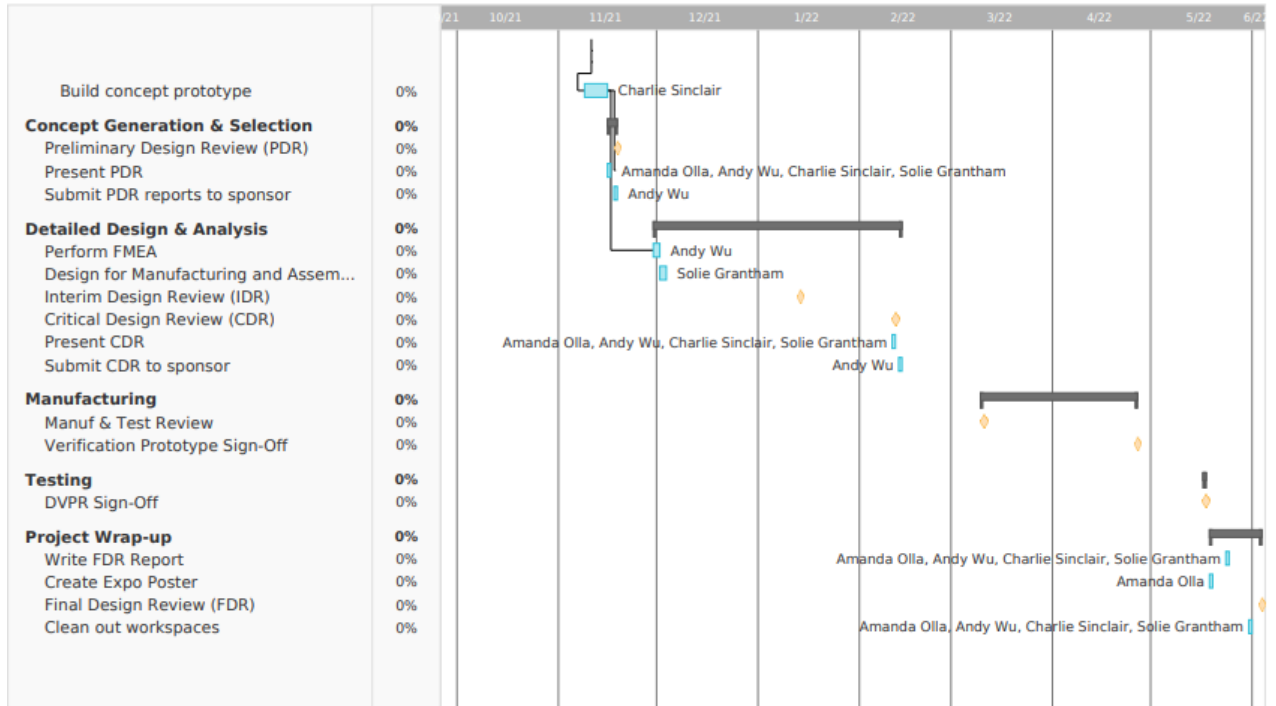 /21 10/21 11/21 12/21 1/22 2/22 3/22 4/22 5/22 6/22
Build concept prototype 0% Charlie Sinclair
Concept Generation & Selection 0%
Preliminary Design Review (PDR) 0%
Present PDR 0% Amanda Olla, Andy Wu, Charlie Sinclair, Solie Grantham
Submit PDR reports to sponsor 0% Andy Wu
Detailed Design & Analysis 0%
Perform FMEA 0% Andy Wu
Design for Manufacturing and Assem... 0% Solie Grantham
Interim Design Review (IDR) 0%
Critical Design Review (CDR) 0%
Present CDR 0% Amanda Olla, Andy Wu, Charlie Sinclair, Solie Grantham
Submit CDR to sponsor 0% Andy Wu
Manufacturing 0%
Manuf & Test Review 0%
Verification Prototype Sign-Off 0%
Testing 0%
DVPR Sign-Off 0%
Project Wrap-up 0%
Write FDR Report 0% Amanda Olla, Andy Wu, Charlie Sinclair, Solie Grantham
Create Expo Poster 0% Amanda Olla
Final Design Review (FDR) 0%
Clean out workspaces 0% Amanda Olla, Andy Wu, Charlie Sinclair, Solie Grantham